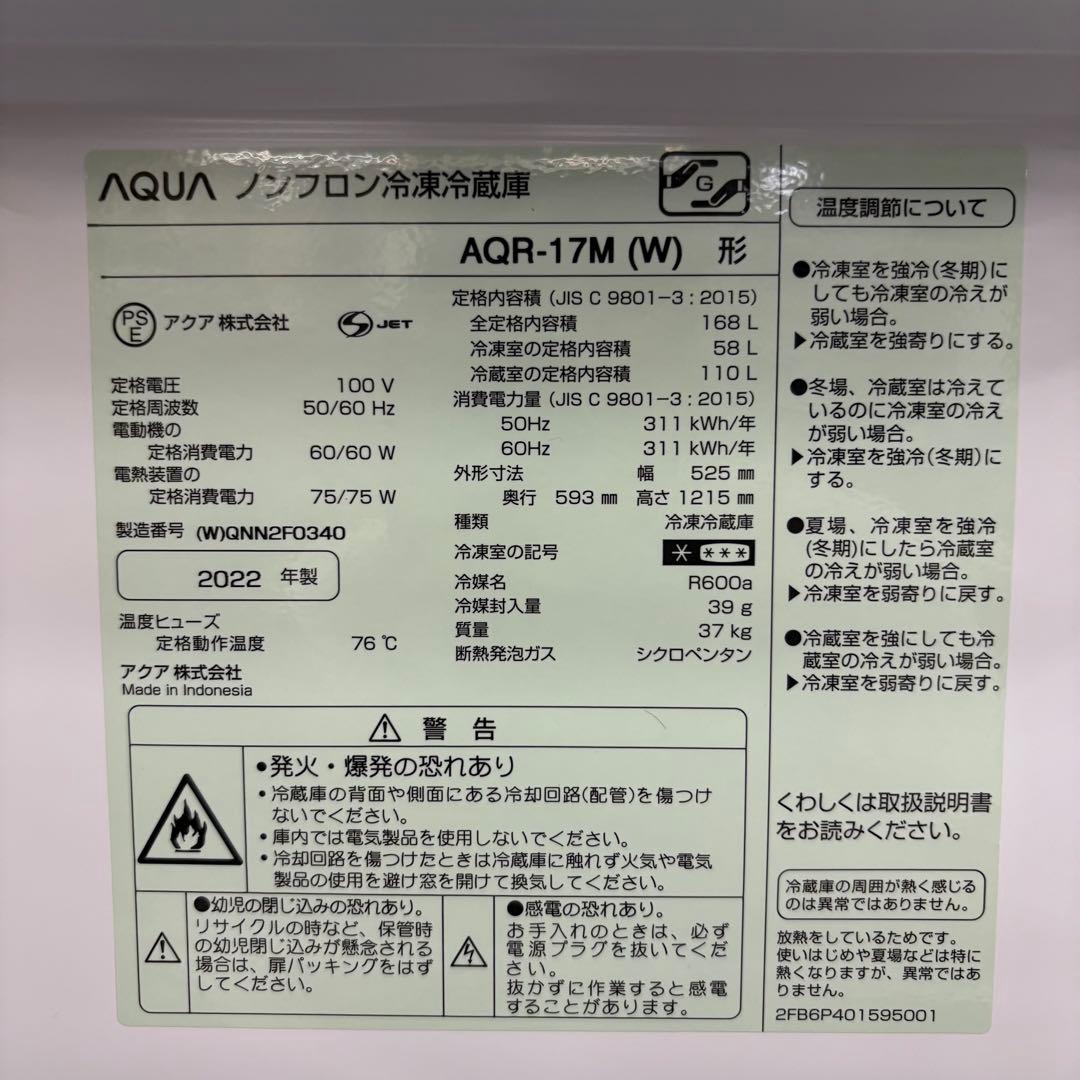 AQUA ノンフロン冷凍冷蔵庫
G
AQR-17M (W) 形
PS
E
アクア 株式会社
S JET
定格電圧 100 V
定格周波数 50/60 Hz
電動機の
定格消費電力 60/60 W
電熱装置の
定格消費電力 75/75 W
製造番号 (W)QNN2F0340
2022 年製
温度ヒューズ
定格動作温度 76 ℃
アクア 株式会社
Made in Indonesia
定格内容積 (JIS C 9801-3 : 2015)
全定格内容積 168 L
冷凍室の定格内容積 58 L
冷蔵室の定格内容積 110 L
消費電力量 (JIS C 9801-3 : 2015)
50Hz 311 kWh/年
60Hz 311 kWh/年
外形寸法 幅 525 ㎜
奥行 593 ㎜ 高さ 1215 ㎜
種類 冷凍冷蔵庫
冷凍室の記号 * ***
冷媒名 R600a
冷媒封入量 39 g
質量 37 kg
断熱発泡ガス シクロペンタン
⚠ 警 告
●発火・爆発の恐れあり
・冷蔵庫の背面や側面にある冷却回路(配管)を傷つけ
ないでください。
・庫内では電気製品を使用しないでください。
・冷却回路を傷つけたときは冷蔵庫に触れず火気や電気
製品の使用を避け窓を開けて換気してください。
●幼児の閉じ込みの恐れあり。
リサイクルの時など、保管時
の幼児閉じ込みが懸念される
場合は、扉パッキングをはず
してください。
●感電の恐れあり。
お手入れのときは、必ず
電源プラグを抜いてくだ
さい。
抜かずに作業すると感電
することがあります。
温度調節について
●冷凍室を強冷(冬期)に
しても冷凍室の冷えが
弱い場合。
▶冷蔵室を強寄りにする。
●冬場、冷蔵室は冷えて
いるのに冷凍室の冷え
が弱い場合。
▶冷凍室を強冷(冬期)に
する。
●夏場、冷凍室を強冷
(冬期)にしたら冷蔵室
の冷えが弱い場合。
▶冷凍室を弱寄りに戻す。
●冷蔵室を強にしても冷
蔵室の冷えが弱い場合。
▶冷凍室を弱寄りに戻す。
くわしくは取扱説明書
をお読みください。
冷蔵庫の周囲が熱く感じる
のは異常ではありません。
放熱をしているためです。
使いはじめや夏場などは特に
熱くなりますが、異常ではあ
りません。
2FB6P401595001